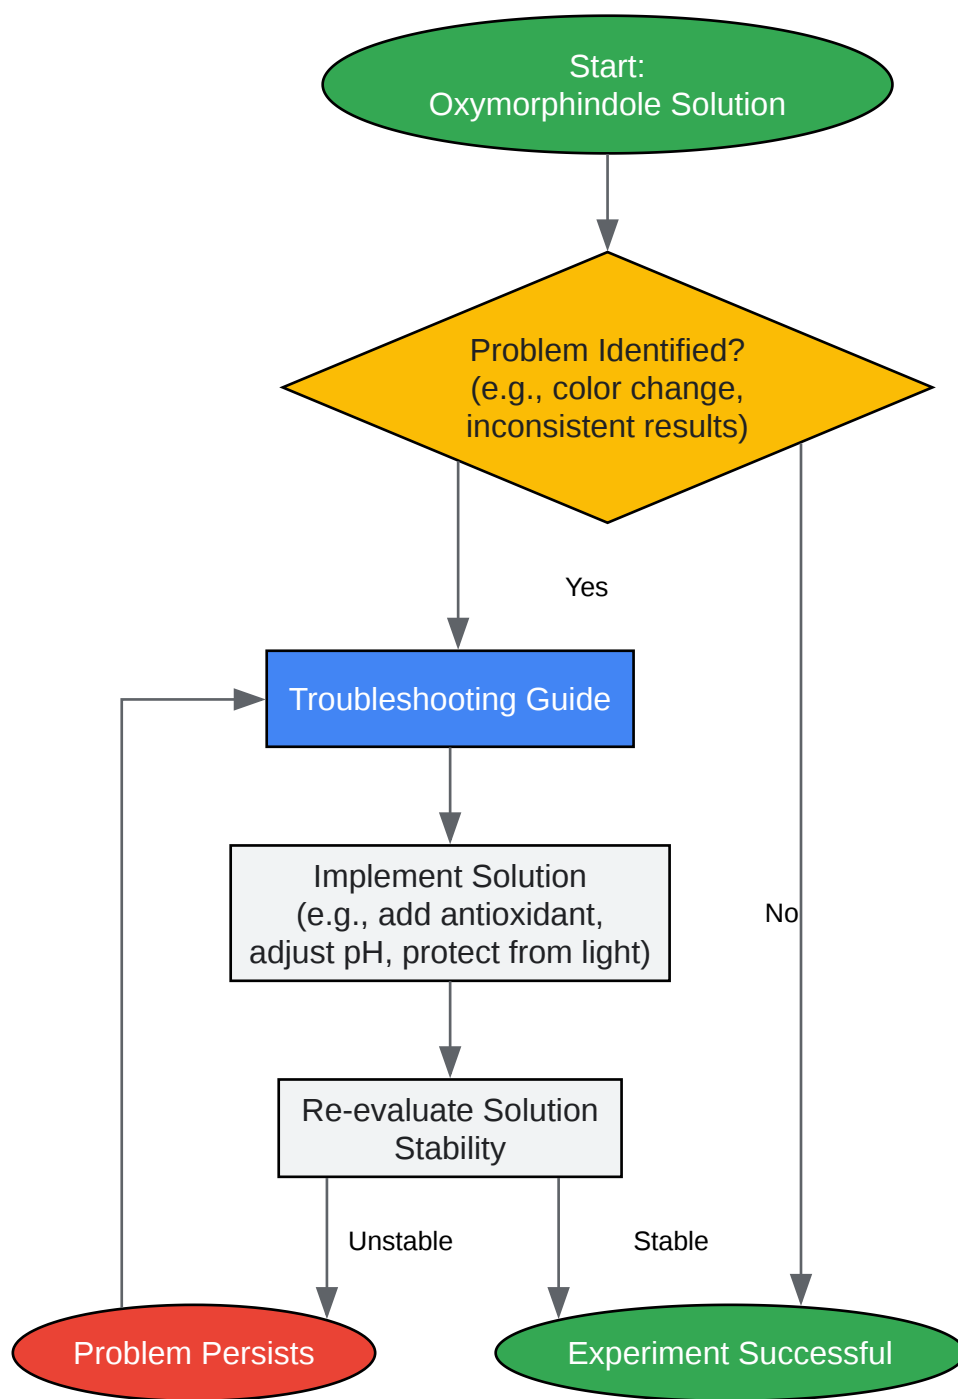 Start:
Oxymorphindole Solution
Problem Identified?
(e.g., color change,
inconsistent results)
Yes
Troubleshooting Guide
Implement Solution
(e.g., add antioxidant,
adjust pH, protect from light)
No
Re-evaluate Solution
Stability
Unstable
Stable
Problem Persists
Experiment Successful